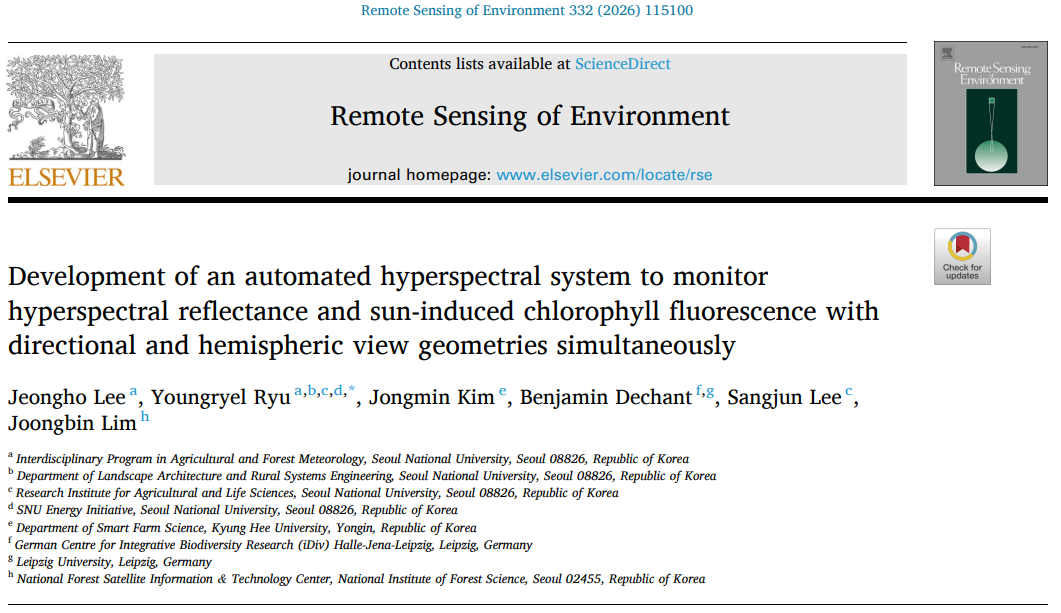 Remote Sensing of Environment 332 (2026) 115100
Contents lists available at ScienceDirect
Remote Sensing of Environment
journal homepage: www.elsevier.com/locate/rse
ELSEVIER
Remote Sensing
of
Environment
Check for
updates
Development of an automated hyperspectral system to monitor
hyperspectral reflectance and sun-induced chlorophyll fluorescence with
directional and hemispheric view geometries simultaneously
Jeongho Lee a, Youngryel Ryu a,b,c,d,*, Jongmin Kim e, Benjamin Dechant f,g, Sangjun Lee c,
Joongbin Lim h
a Interdisciplinary Program in Agricultural and Forest Meteorology, Seoul National University, Seoul 08826, Republic of Korea
b Department of Landscape Architecture and Rural Systems Engineering, Seoul National University, Seoul 08826, Republic of Korea
c Research Institute for Agricultural and Life Sciences, Seoul National University, Seoul 08826, Republic of Korea
d SNU Energy Initiative, Seoul National University, Seoul 08826, Republic of Korea
e Department of Smart Farm Science, Kyung Hee University, Yongin, Republic of Korea
f German Centre for Integrative Biodiversity Research (iDiv) Halle-Jena-Leipzig, Leipzig, Germany
g Leipzig University, Leipzig, Germany
h National Forest Satellite Information & Technology Center, National Institute of Forest Science, Seoul 02455, Republic of Korea